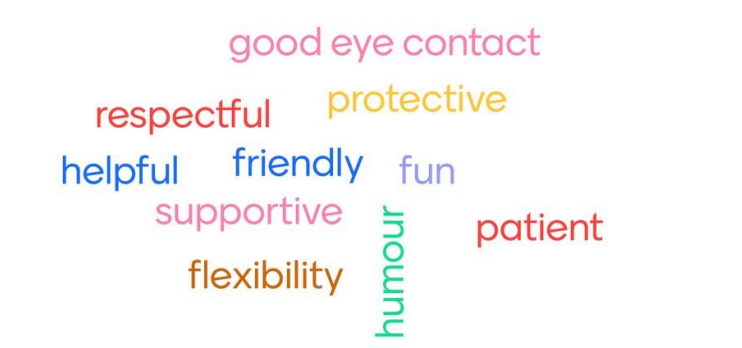 good eye contact
protective
respectful
helpful
friendly
fun
supportive
humour
patient
flexibility